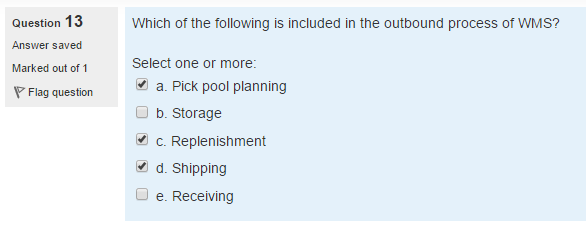 Question 13
Answer saved
Marked out of 1
Flag question
Which of the following is included in the outbound process of WMS?
Select one or more:
a. Pick pool planning
b. Storage
c. Replenishment
d. Shipping
e. Receiving